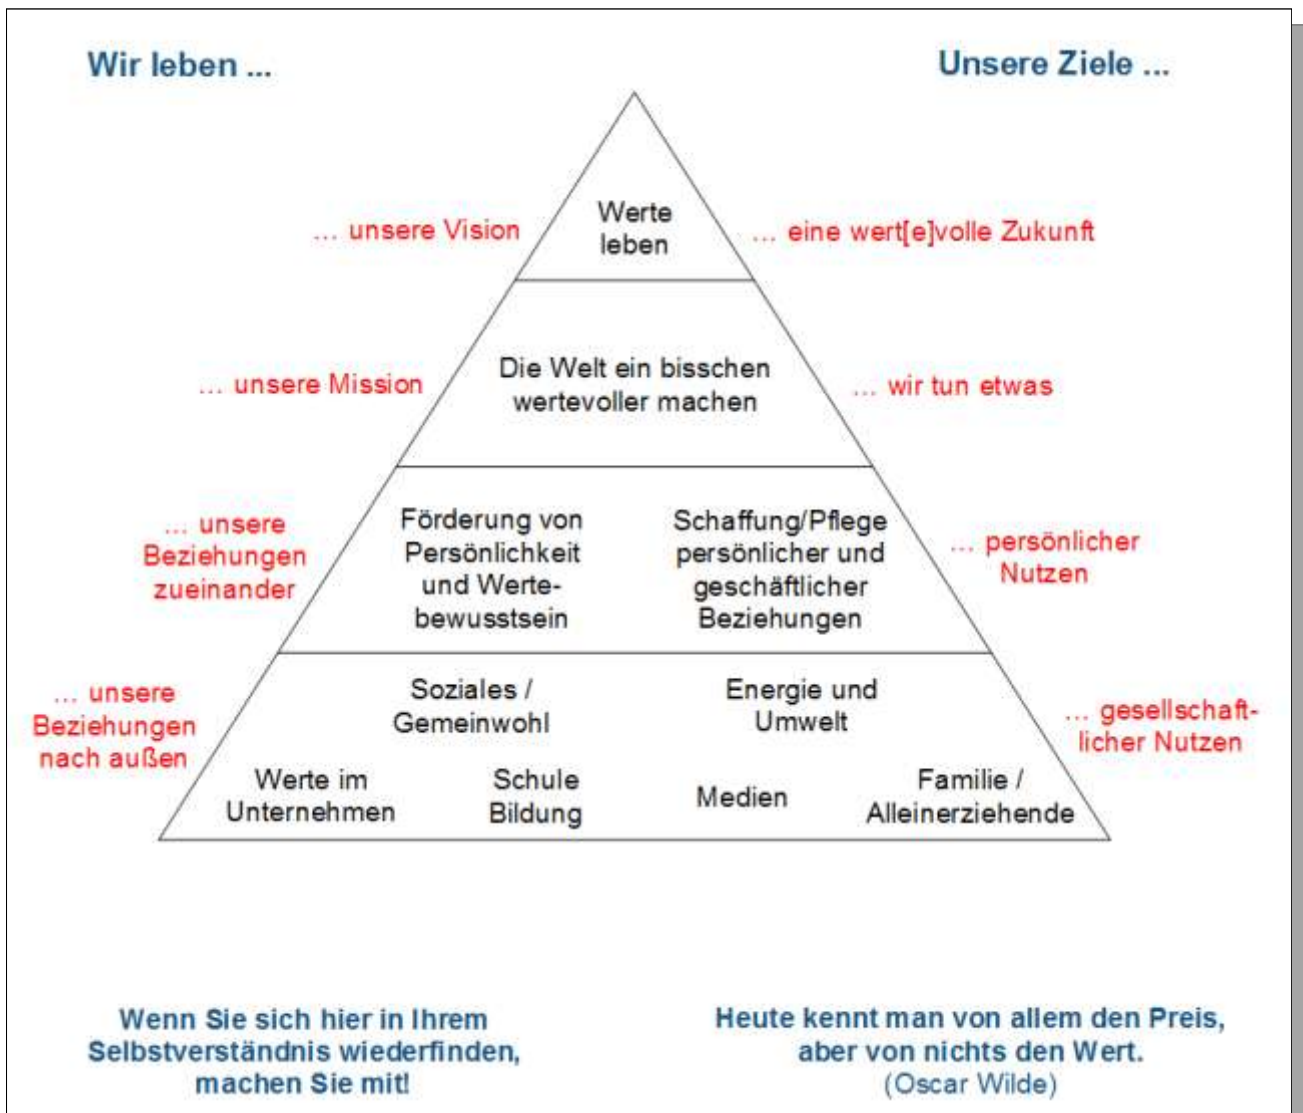 Wir leben ...
Unsere Ziele ...
... unsere Vision
Werte
leben
... eine wert[e]volle Zukunft
... unsere Mission
Die Welt ein bisschen
wertevoller machen
... wir tun etwas
... unsere
Beziehungen
zueinander
Förderung von
Persönlichkeit
und Werte-
bewusstsein
Schaffung/Pflege
persönlicher und
geschäftlicher
Beziehungen
... persönlicher
Nutzen
... unsere
Beziehungen
nach außen
Soziales /
Gemeinwohl
Energie und
Umwelt
Werte im
Unternehmen
Schule
Bildung
Medien
Familie /
Alleinerziehende
... gesellschaft-
licher Nutzen
Wenn Sie sich hier in Ihrem
Selbstverständnis wiederfinden,
machen Sie mit!
Heute kennt man von allem den Preis,
aber von nichts den Wert.
(Oscar Wilde)